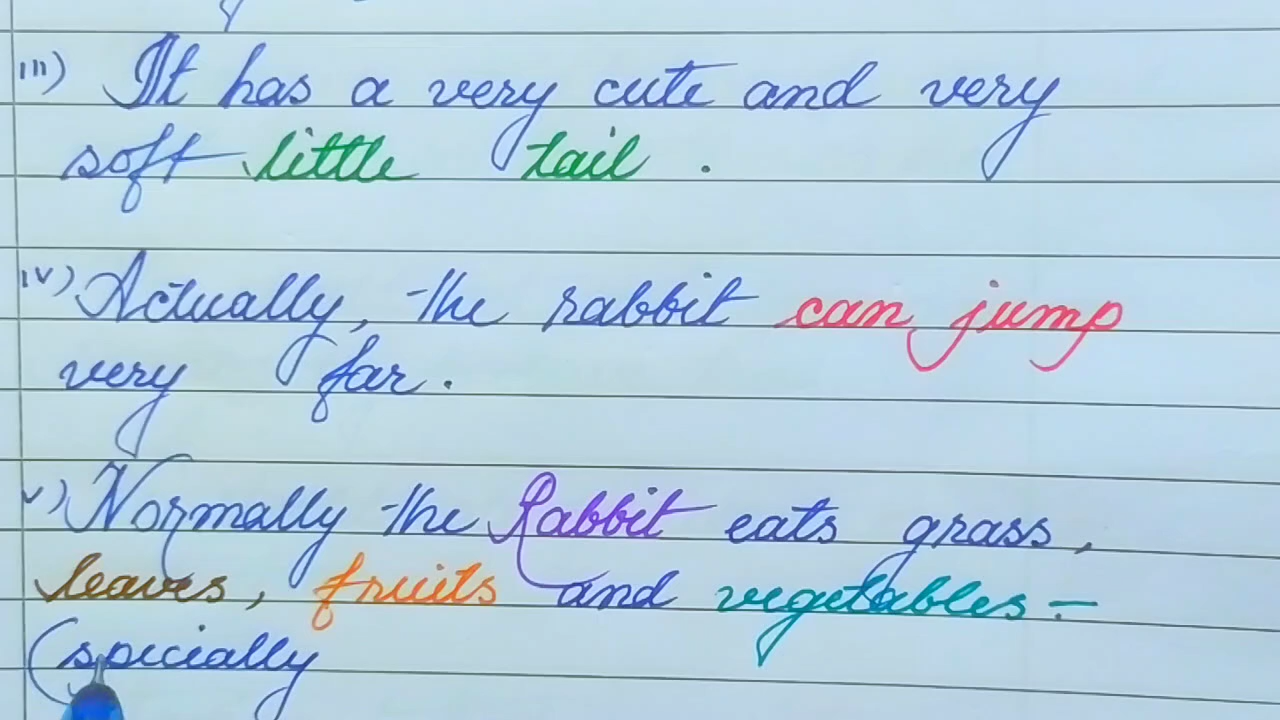 III) It has a very cute and very
soft little tail .
IV) Actually, the rabbit can jump
very far.
V) Normally the Rabbit eats grass,
leaves, fruits and vegetables -
(specially